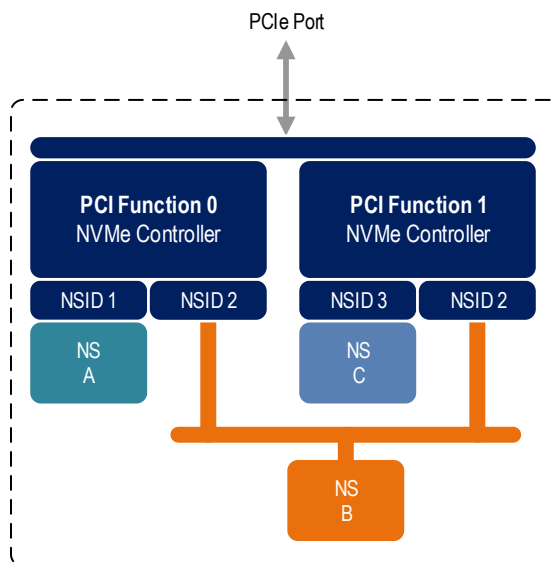 PCIe Port
PCI Function 0
NVMe Controller
PCI Function 1
NVMe Controller
NSID 1
NSID 2
NSID 3
NSID 2
NS
A
NS
C
NS
B